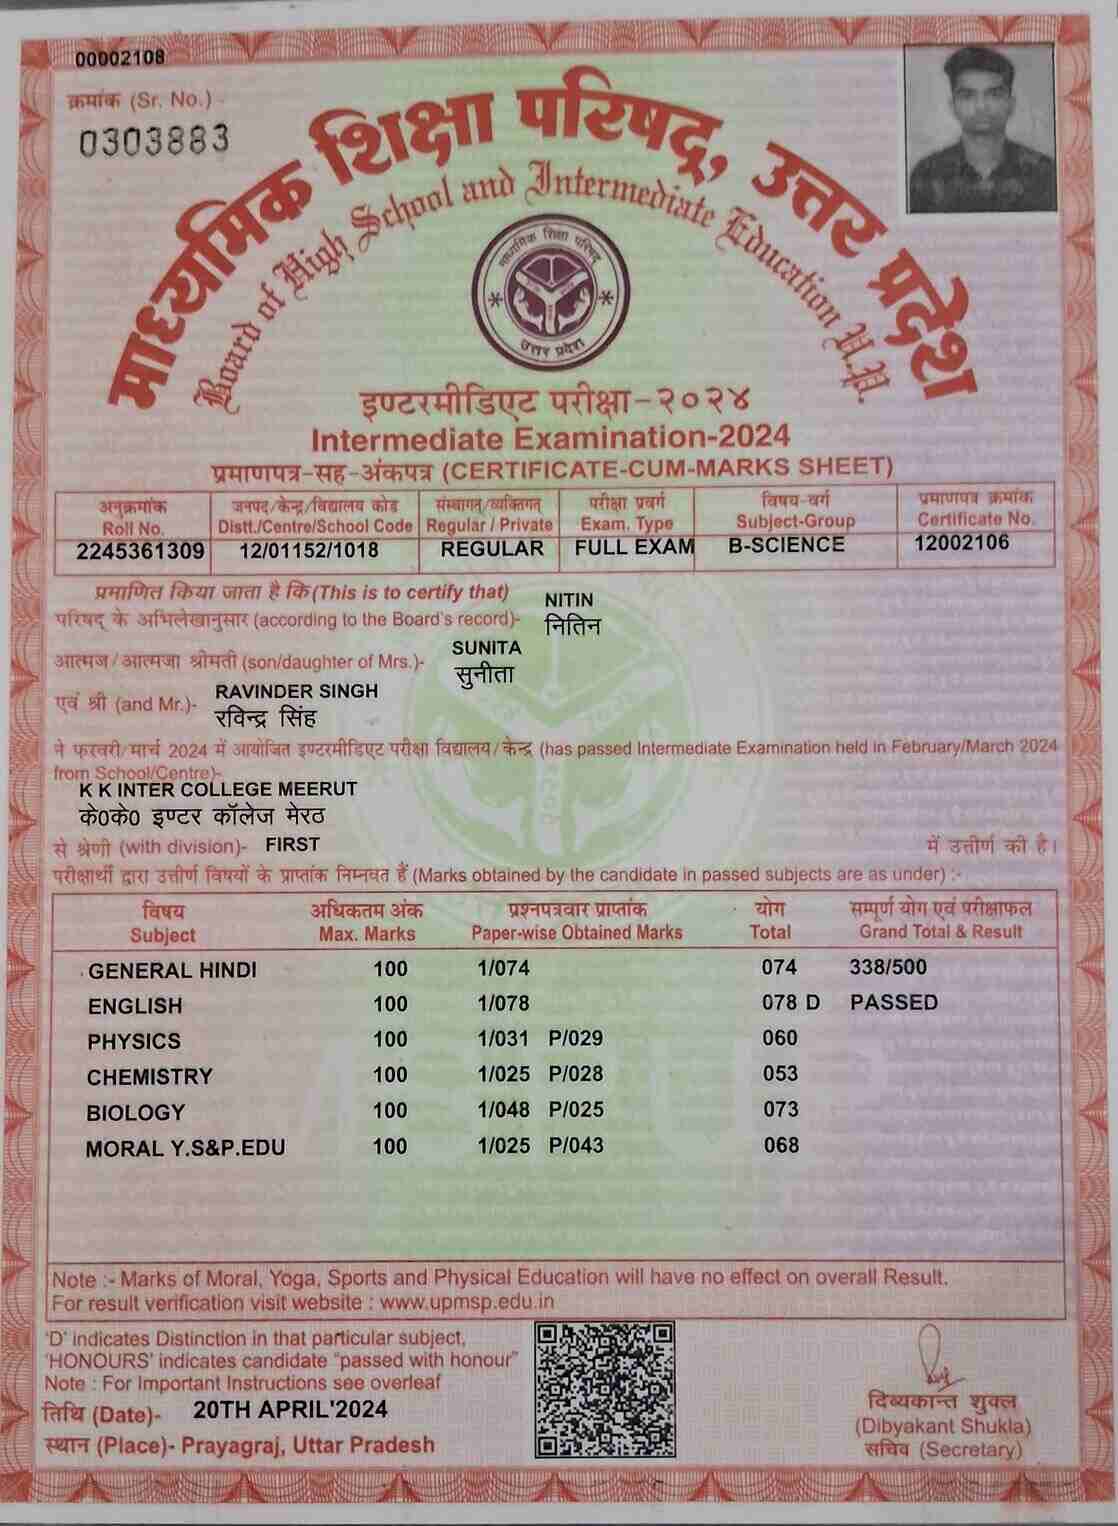 00002108
क्रमांक (Sr. No.) -
0303883
माध्यमिक शिक्षा परिषद्, उत्तर प्रदेश
Board of High School and Intermediate Education U.P.
माध्यमिक शिक्षा परिषद्
उत्तर प्रदेश
इण्टरमीडिएट परीक्षा-२०२४
Intermediate Examination-2024
प्रमाणपत्र-सह-अंकपत्र (CERTIFICATE-CUM-MARKS SHEET)
अनुक्रमांक जनपद/केन्द्र/विद्यालय कोड संस्थागत्/व्यक्तिगत् परीक्षा प्रवर्ग विषय-वर्ग प्रमाणपत्र क्रमांक
Roll No. Distt./Centre/School Code Regular / Private Exam. Type Subject-Group Certificate No.
2245361309 12/01152/1018 REGULAR FULL EXAM B-SCIENCE 12002106
प्रमाणित किया जाता है कि (This is to certify that)
NITIN
परिषद् के अभिलेखानुसार (according to the Board's record)- नितिन
SUNITA
आत्मज/आत्मजा श्रीमती (son/daughter of Mrs.)- सुनीता
RAVINDER SINGH
एवं श्री (and Mr.)- रविन्द्र सिंह
ने फरवरी/मार्च 2024 में आयोजित इण्टरमीडिएट परीक्षा विद्यालय/केन्द्र (has passed Intermediate Examination held in February/March 2024
from School/Centre)-
K K INTER COLLEGE MEERUT
के0के0 इण्टर कॉलेज मेरठ
से श्रेणी (with division)- FIRST में उत्तीर्ण की है।
परीक्षार्थी द्वारा उत्तीर्ण विषयों के प्राप्तांक निम्नवत हैं (Marks obtained by the candidate in passed subjects are as under) :-
विषय अधिकतम अंक प्रश्नपत्रवार प्राप्तांक योग सम्पूर्ण योग एवं परीक्षाफल
Subject Max. Marks Paper-wise Obtained Marks Total Grand Total & Result
GENERAL HINDI 100 1/074 074 338/500
ENGLISH 100 1/078 078 D PASSED
PHYSICS 100 1/031 P/029 060
CHEMISTRY 100 1/025 P/028 053
BIOLOGY 100 1/048 P/025 073
MORAL Y.S&P.EDU 100 1/025 P/043 068
Note :- Marks of Moral, Yoga, Sports and Physical Education will have no effect on overall Result.
For result verification visit website : www.upmsp.edu.in
'D' indicates Distinction in that particular subject,
'HONOURS' indicates candidate "passed with honour"
Note : For Important Instructions see overleaf
तिथि (Date)- 20TH APRIL'2024
स्थान (Place)- Prayagraj, Uttar Pradesh
दिव्यकान्त शुक्ल
(Dibyakant Shukla)
सचिव (Secretary)